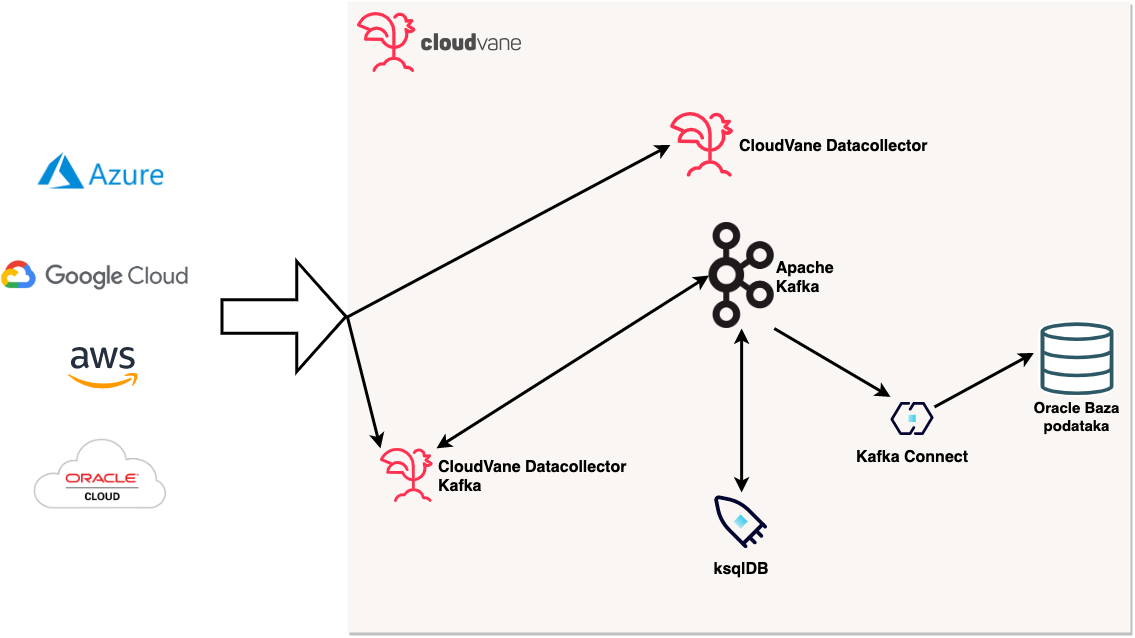 cloudvane
CloudVane Datacollector
Azure
Apache
Kafka
Google Cloud
aws
Oracle Baza
podataka
Kafka Connect
CloudVane Datacollector
Kafka
ORACLE
CLOUD
ksqlDB